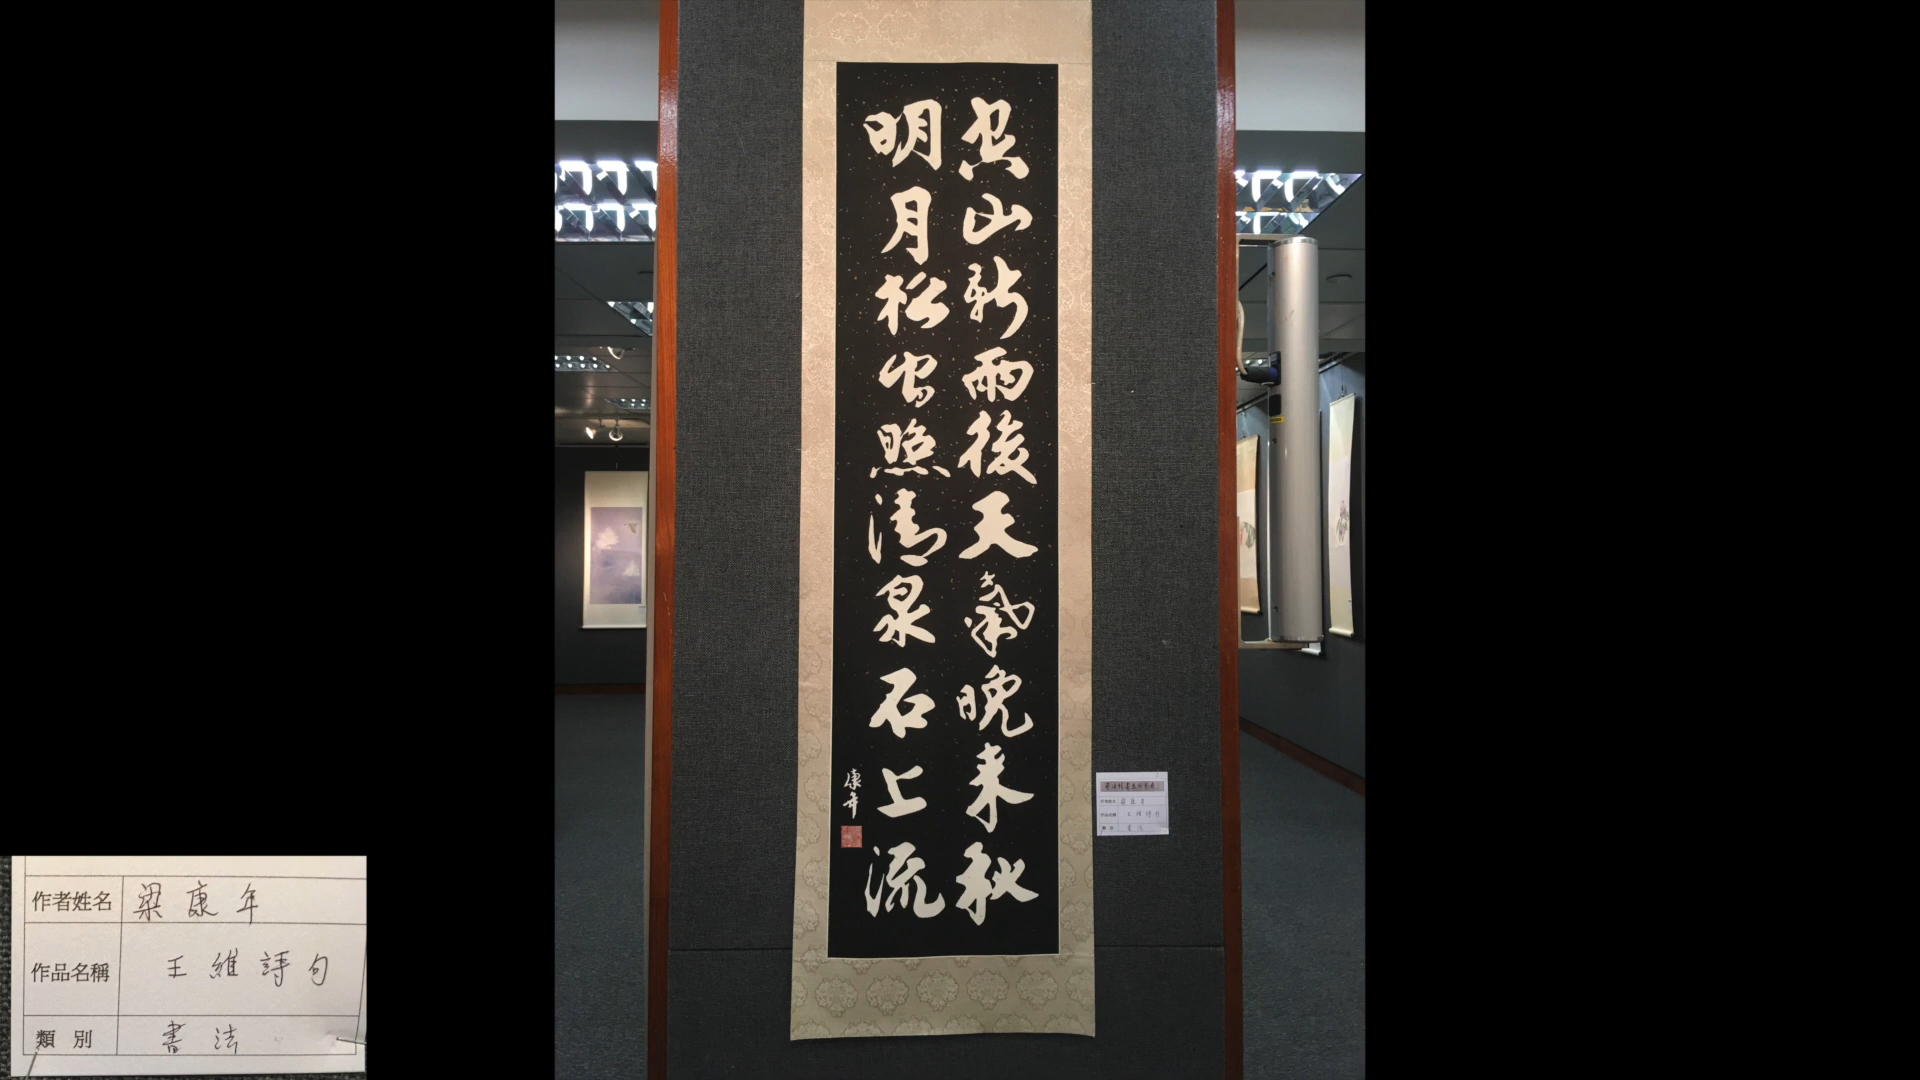 空山新雨後天氣晚来秋
明月松间照清泉石上流
康年
作者姓名 梁康年
作品名稱 王維詩句
類別 書法